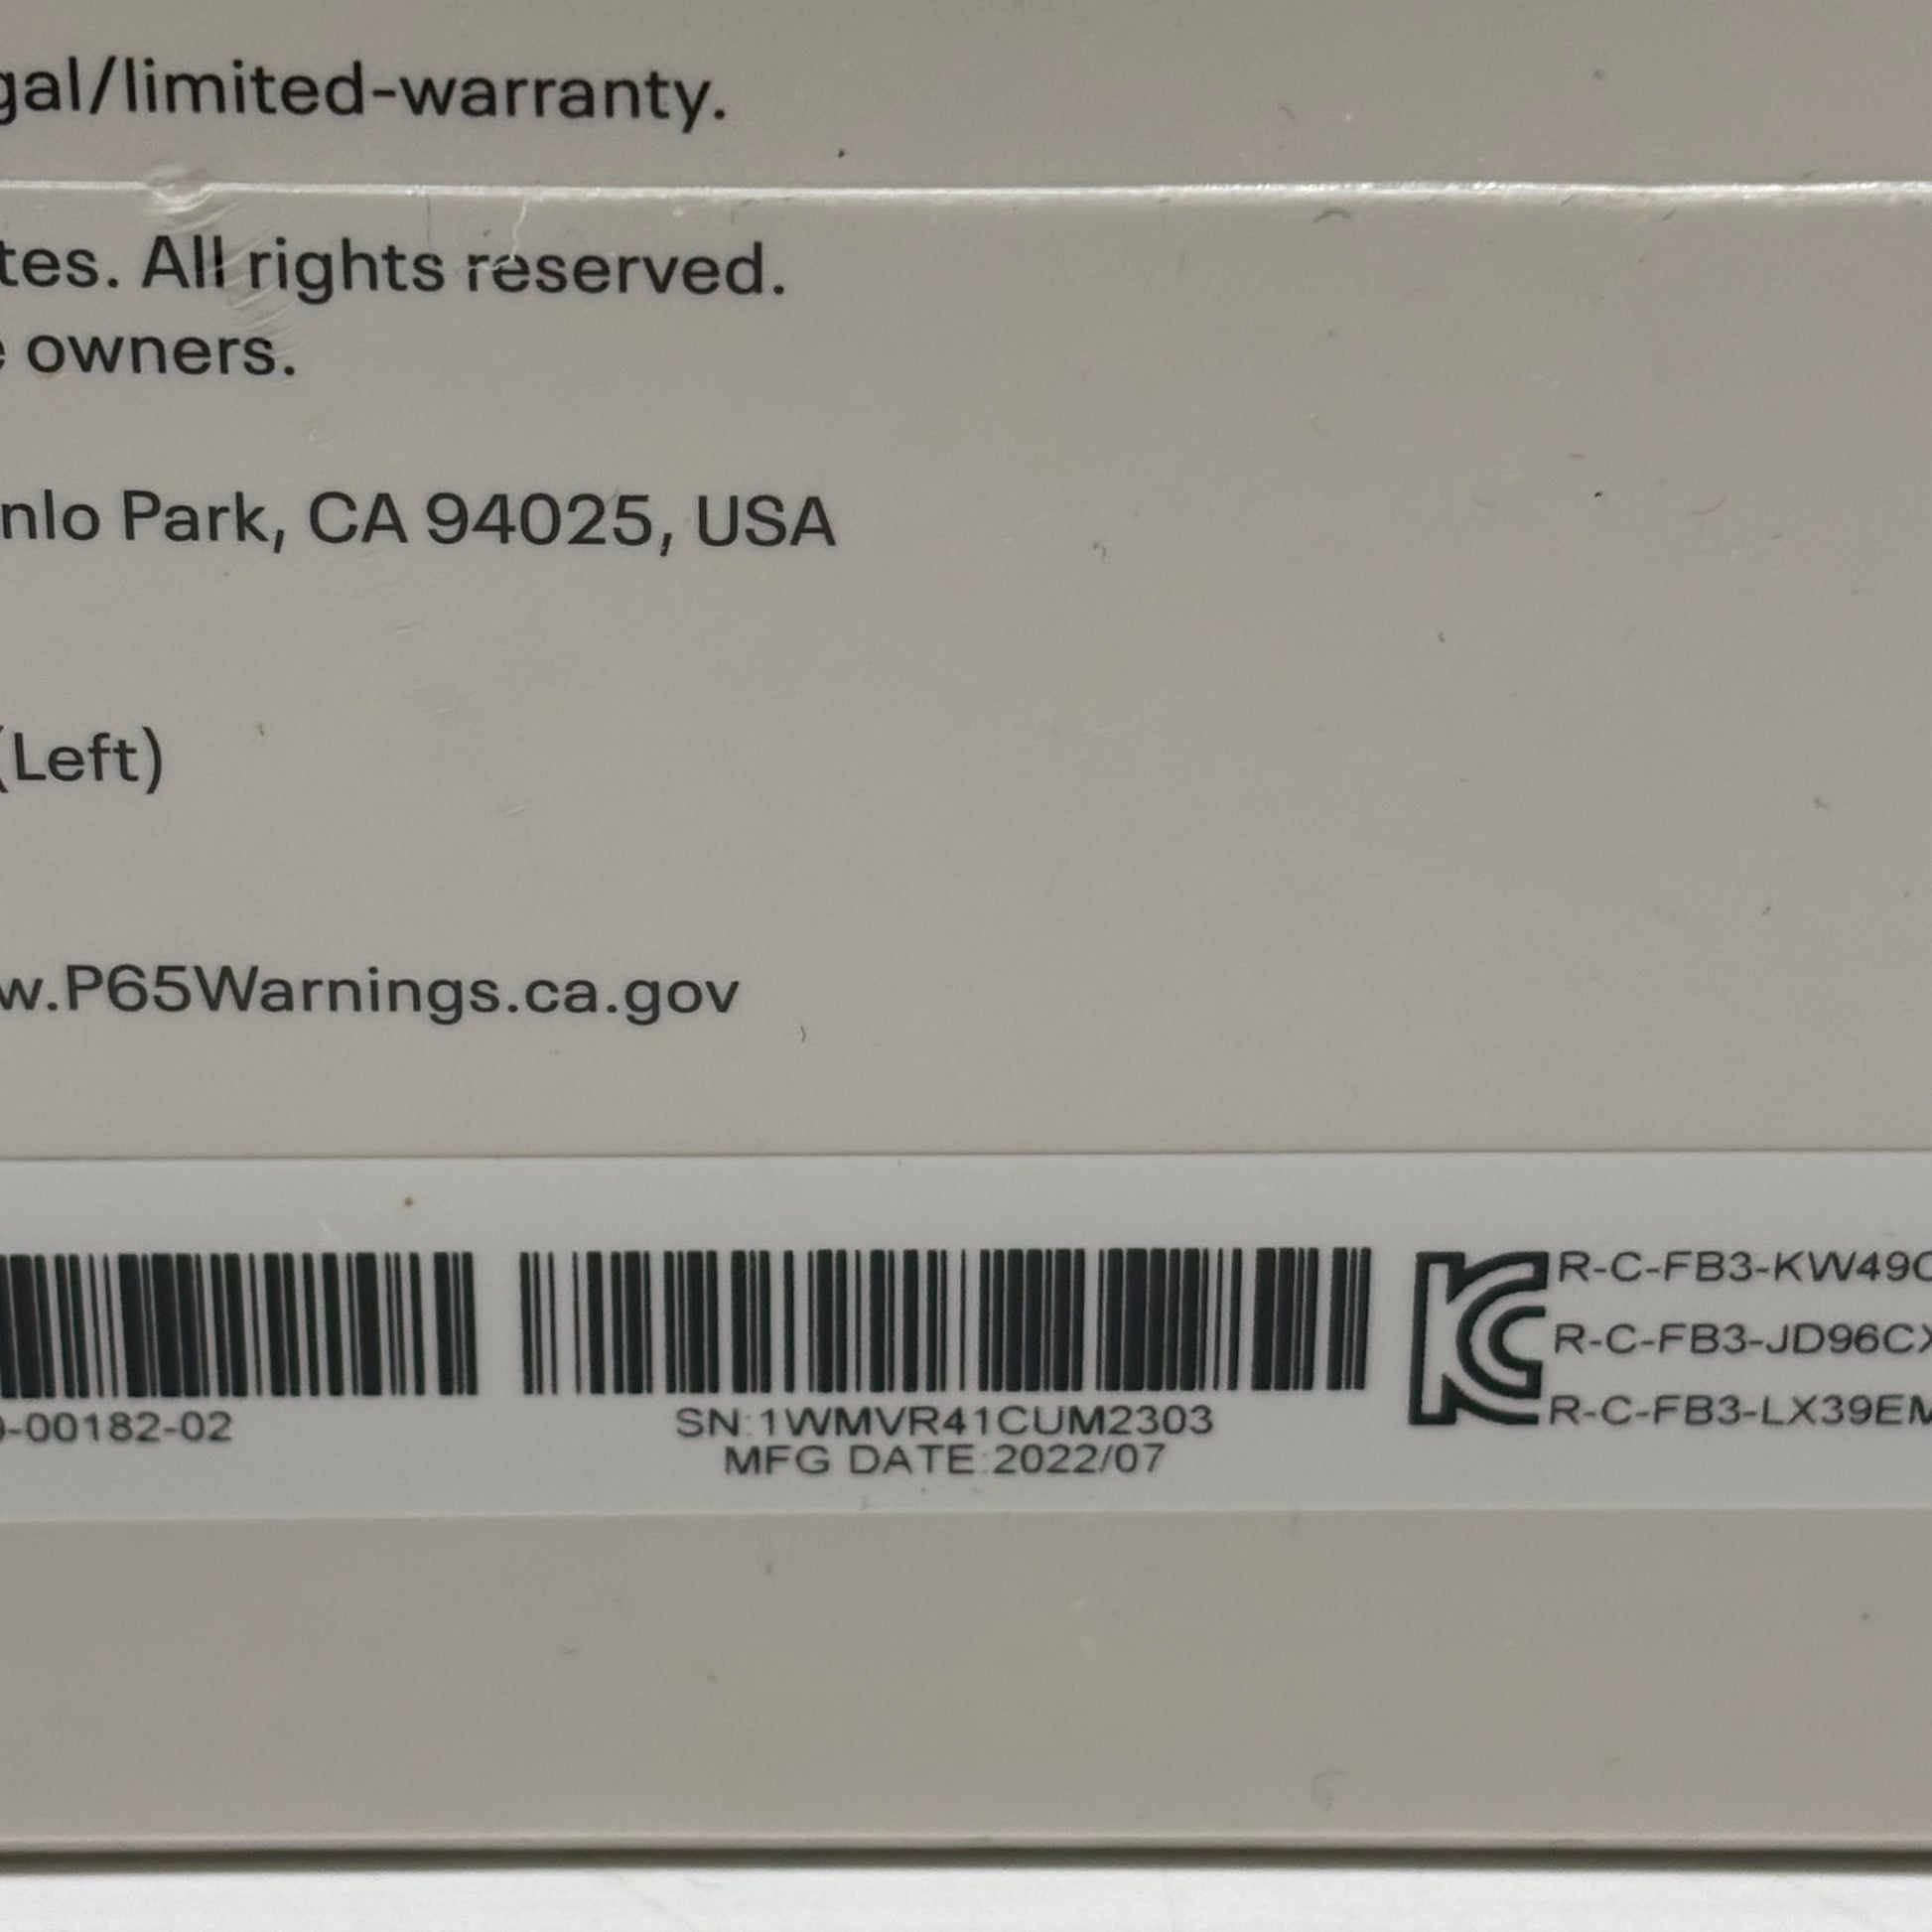 gal/limited-warranty.
tes. All rights reserved.
owners.
nlo Park, CA 94025, USA
(Left)
w.P65Warnings.ca.gov
-00182-02
SN:1WMVR41CUM2303
MFG DATE:2022/07
R-C-FB3-KW49C
R-C-FB3-JD96CX
R-C-FB3-LX39EM